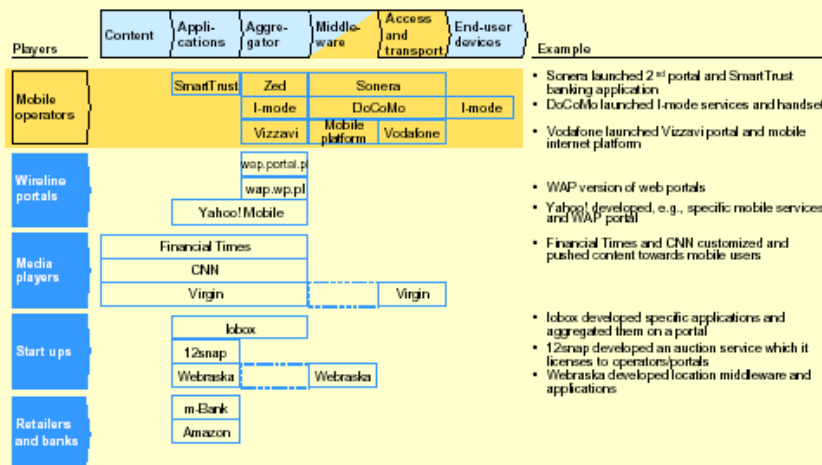 Players
Content
Appli-
cations
Aggre-
gator
Middle-
ware
Access
and
transport
End-user
devices
Example
Mobile
operators
SmartTrust
Zed
Sonera
I-mode
DoCoMo
I-mode
Vizzavi
Mobile
platform
Vodafone
• Sonera launched 2nd portal and SmartTrust
banking application
• DoCoMo launched I-mode services and handset
• Vodafone launched Vizzavi portal and mobile
internet platform
Wireline
portals
wap.portal.pl
wap.wp.pl
Yahoo! Mobile
• WAP version of web portals
• Yahoo! developed, e.g., specific mobile services
and WAP portal
Media
players
Financial Times
CNN
Virgin
Virgin
• Financial Times and CNN customized and
pushed content towards mobile users
Start ups
Iobox
12snap
Webraska
Webraska
• Iobox developed specific applications and
aggregated them on a portal
• 12snap developed an auction service which it
licenses to operators/portals
• Webraska developed location middleware and
applications
Retailers
and banks
m-Bank
Amazon